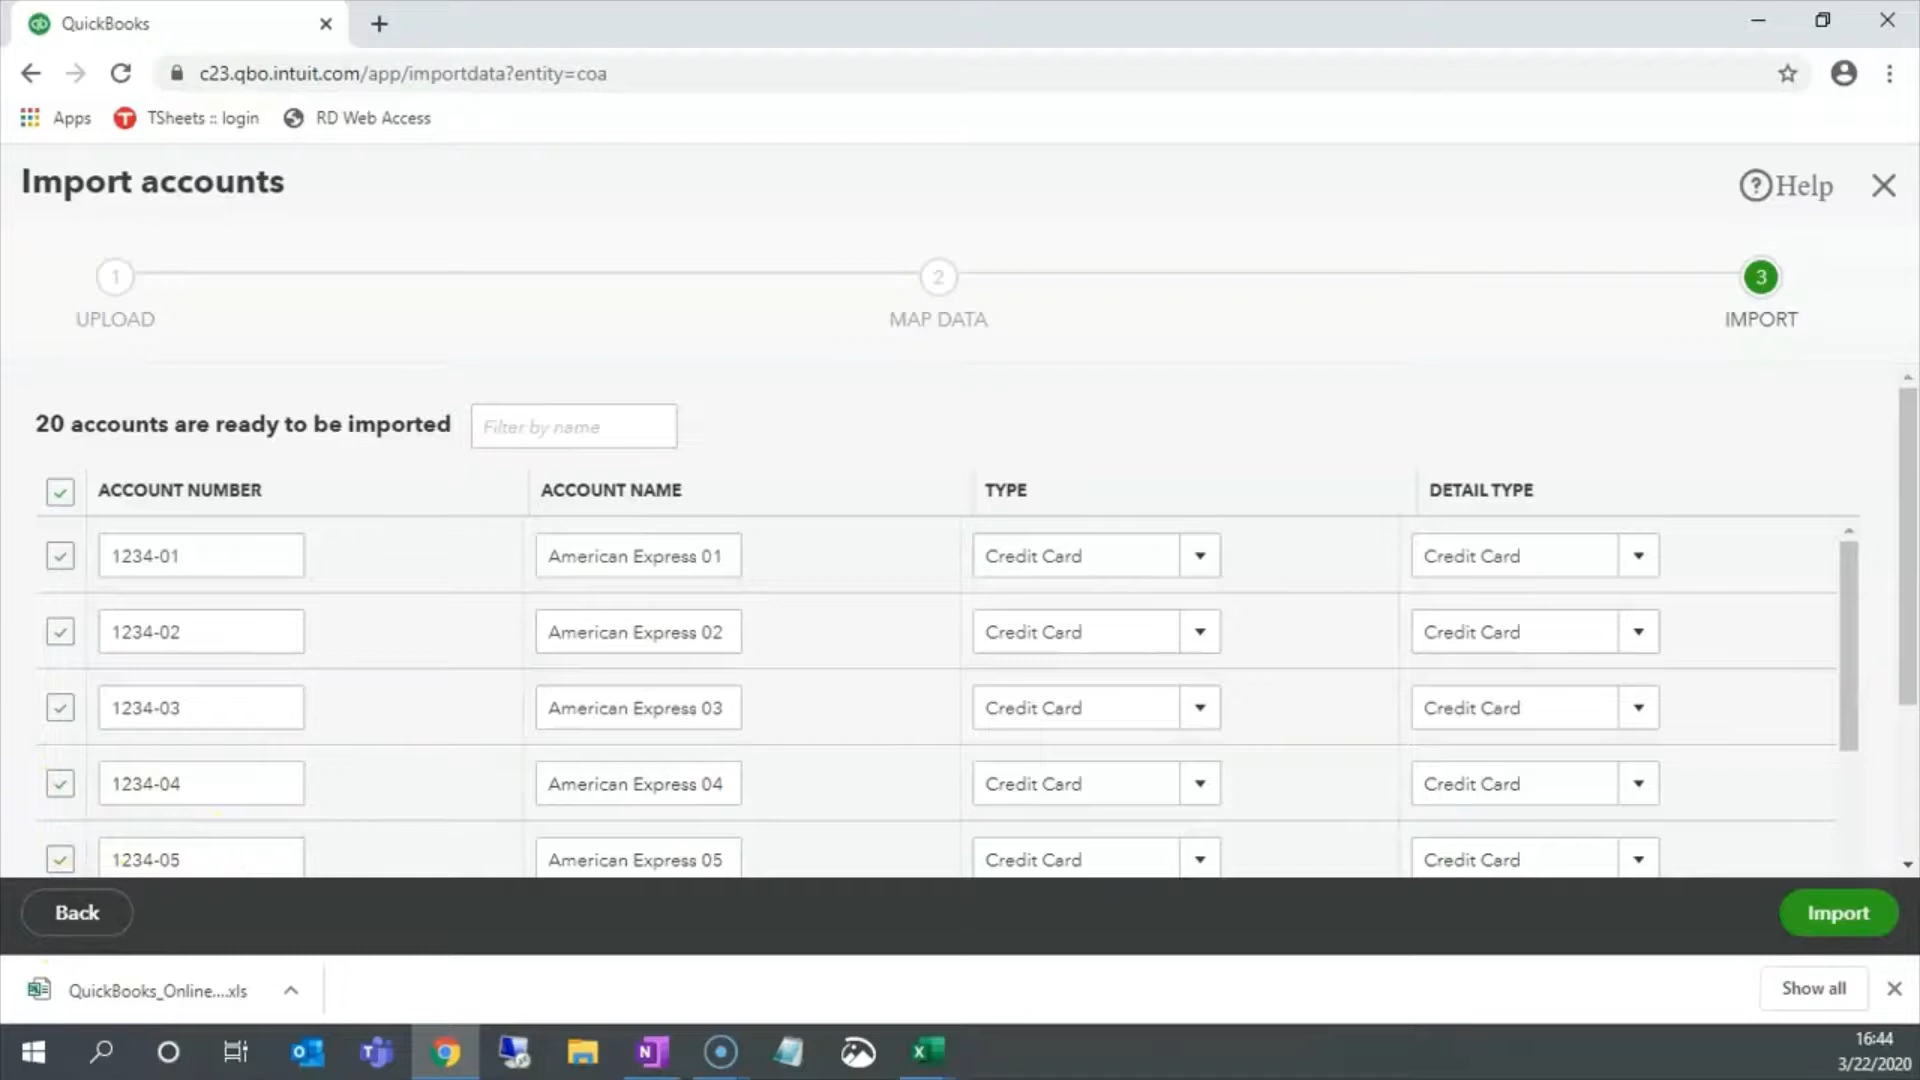 QuickBooks
c23.qbo.intuit.com/app/importdata?entity=coa
Apps TSheets :: login RD Web Access
Import accounts
? Help
1 2 3
UPLOAD MAP DATA IMPORT
20 accounts are ready to be imported Filter by name
ACCOUNT NUMBER ACCOUNT NAME TYPE DETAIL TYPE
1234-01 American Express 01 Credit Card Credit Card
1234-02 American Express 02 Credit Card Credit Card
1234-03 American Express 03 Credit Card Credit Card
1234-04 American Express 04 Credit Card Credit Card
1234-05 American Express 05 Credit Card Credit Card
Back Import
QuickBooks_Online....xls Show all
16:44
3/22/2020